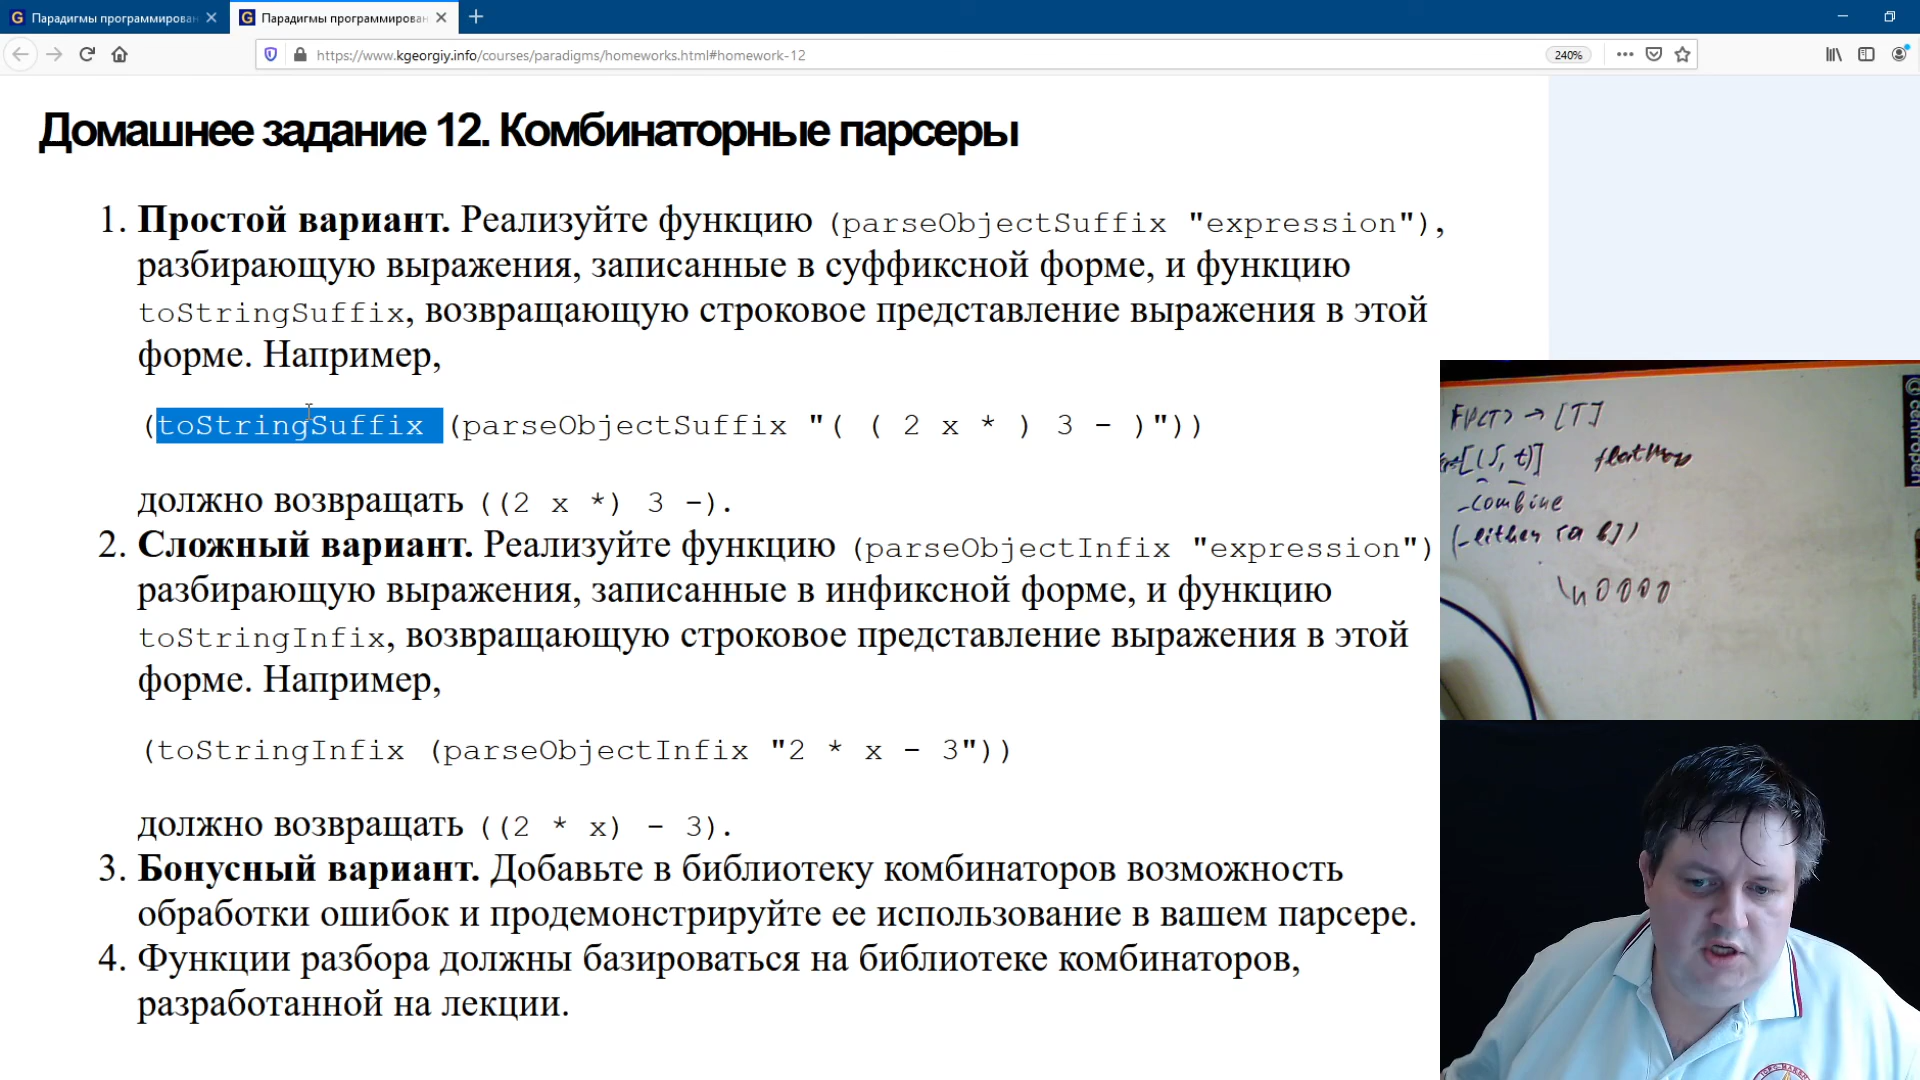 Парадигмы программирован
Парадигмы программирован
https://www.kgeorgiy.info/courses/paradigms/homeworks.html#homework-12
240%
Домашнее задание 12. Комбинаторные парсеры
1. Простой вариант. Реализуйте функцию (parseObjectSuffix "expression"),
разбирающую выражения, записанные в суффиксной форме, и функцию
toStringSuffix, возвращающую строковое представление выражения в этой
форме. Например,
(toStringSuffix (parseObjectSuffix "( ( 2 x * ) 3 - )"))
должно возвращать ((2 x *) 3 -).
2. Сложный вариант. Реализуйте функцию (parseObjectInfix "expression")
разбирающую выражения, записанные в инфиксной форме, и функцию
toStringInfix, возвращающую строковое представление выражения в этой
форме. Например,
(toStringInfix (parseObjectInfix "2 * x - 3"))
должно возвращать ((2 * x) - 3).
3. Бонусный вариант. Добавьте в библиотеку комбинаторов возможность
обработки ошибок и продемонстрируйте ее использование в вашем парсере.
4. Функции разбора должны базироваться на библиотеке комбинаторов,
разработанной на лекции.
→ [T]
[(S, t)] flatMap
_combine
(_either [a b])
\u0000
centropen